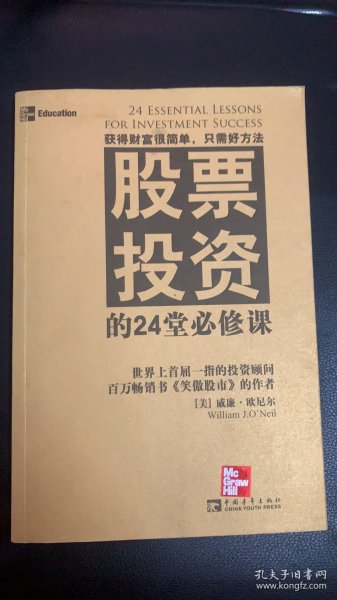 Mc Graw Hill Education
24 ESSENTIAL LESSONS
FOR INVESTMENT SUCCESS
获得财富很简单，只需好方法
股票
投资
的24堂必修课
世界上首屈一指的投资顾问
百万畅销书《笑傲股市》的作者
［美］威廉·欧尼尔
William J.O'Neil
Mc
Graw
Hill
中国青年出版社
CHINA YOUTH PRESS
孔夫子旧书网
www.kongfz.com